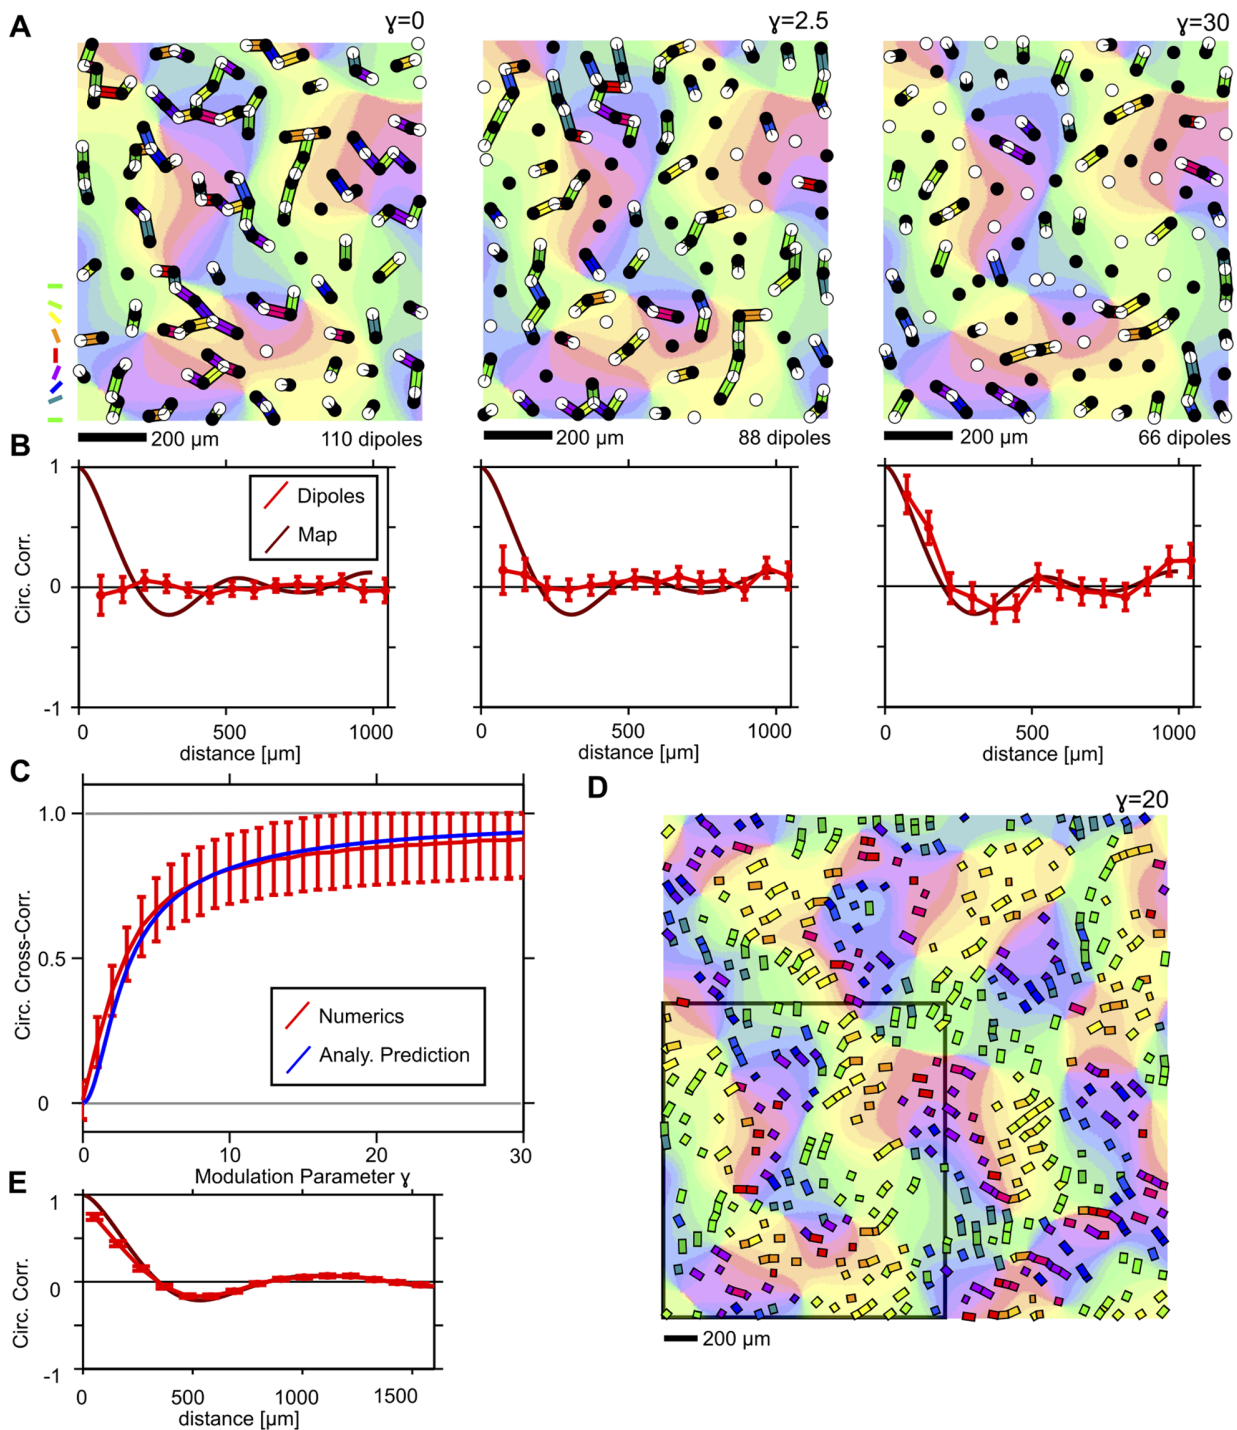 A
ɣ=0
ɣ=2.5
ɣ=30
200 µm
110 dipoles
200 µm
88 dipoles
200 µm
66 dipoles
B
1
0
-1
Circ. Corr.
Dipoles
Map
0
500
1000
distance [µm]
0
500
1000
distance [µm]
0
500
1000
distance [µm]
C
1.0
0.5
0
Circ. Cross-Corr.
Numerics
Analy. Prediction
0
10
20
30
Modulation Parameter ɣ
D
ɣ=20
200 µm
E
1
0
-1
Circ. Corr.
0
500
1000
1500
distance [µm]